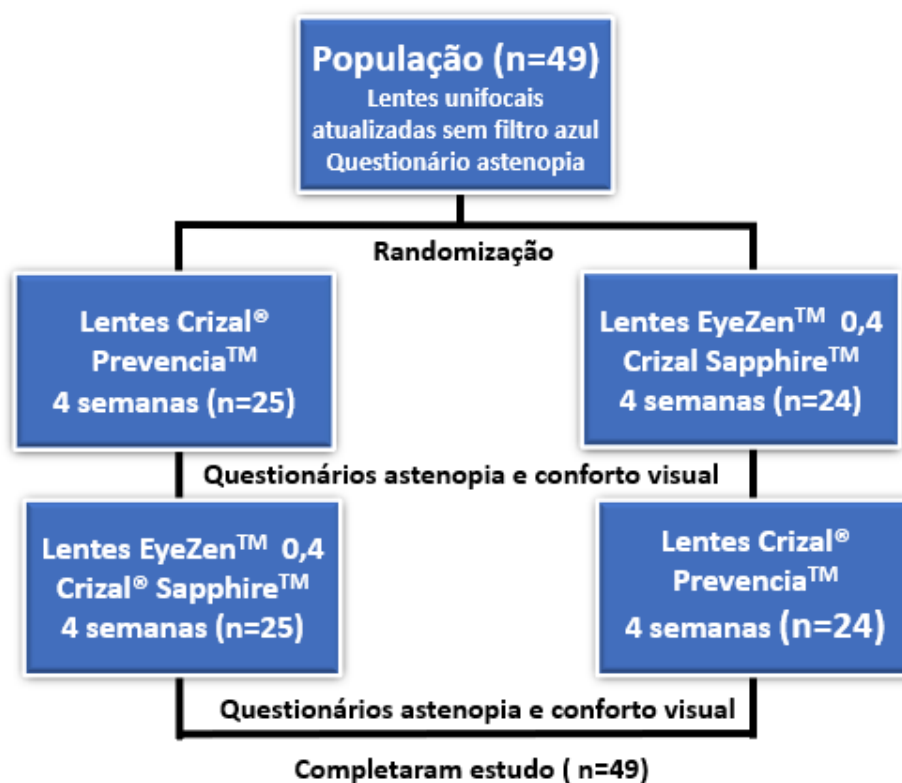 População (n=49)
Lentes unifocais
atualizadas sem filtro azul
Questionário astenopia
Randomização
Lentes Crizal®
Prevencia™
4 semanas (n=25)
Lentes EyeZen™ 0,4
Crizal Sapphire™
4 semanas (n=24)
Questionários astenopia e conforto visual
Lentes EyeZen™ 0,4
Crizal® Sapphire™
4 semanas (n=25)
Lentes Crizal®
Prevencia™
4 semanas (n=24)
Questionários astenopia e conforto visual
Completaram estudo ( n=49)